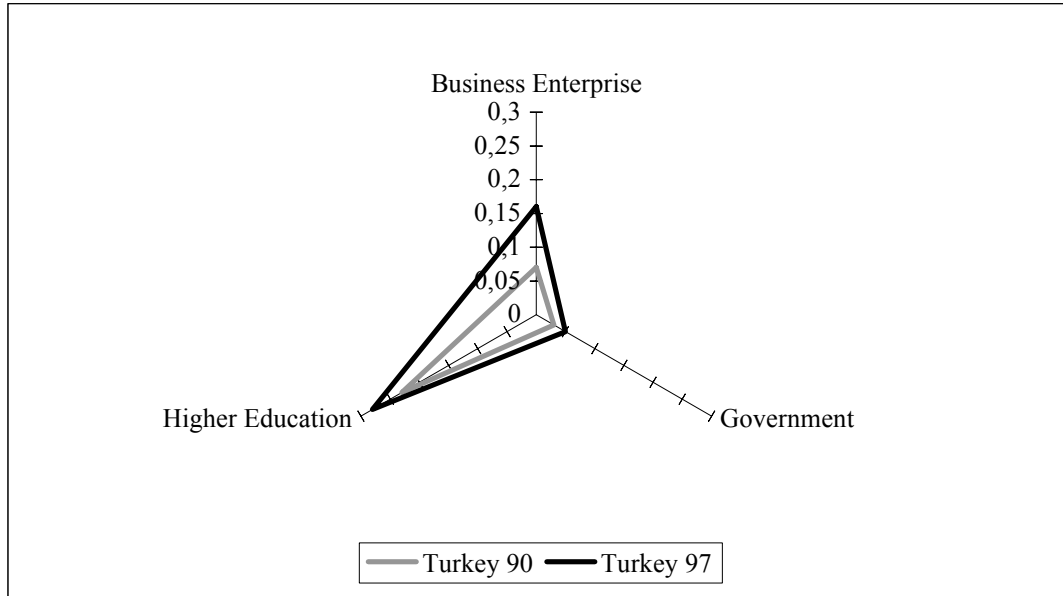 Business Enterprise
0,3
0,25
0,2
0,15
0,1
0,05
0
Higher Education
Government
Turkey 90
Turkey 97